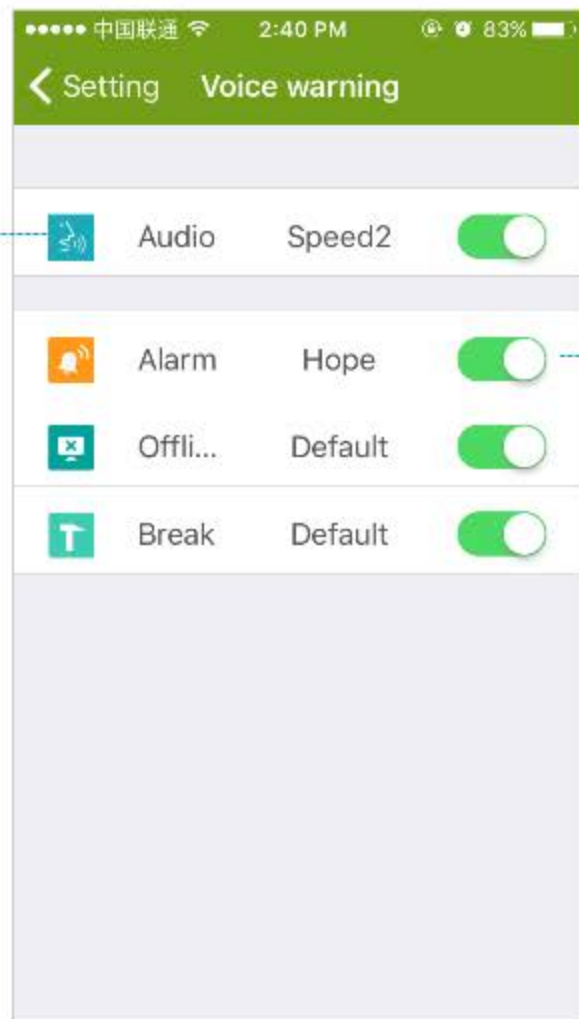 中国联通 2:40 PM 83%
Setting Voice warning
Audio Speed2
Alarm Hope
Offli... Default
Break Default